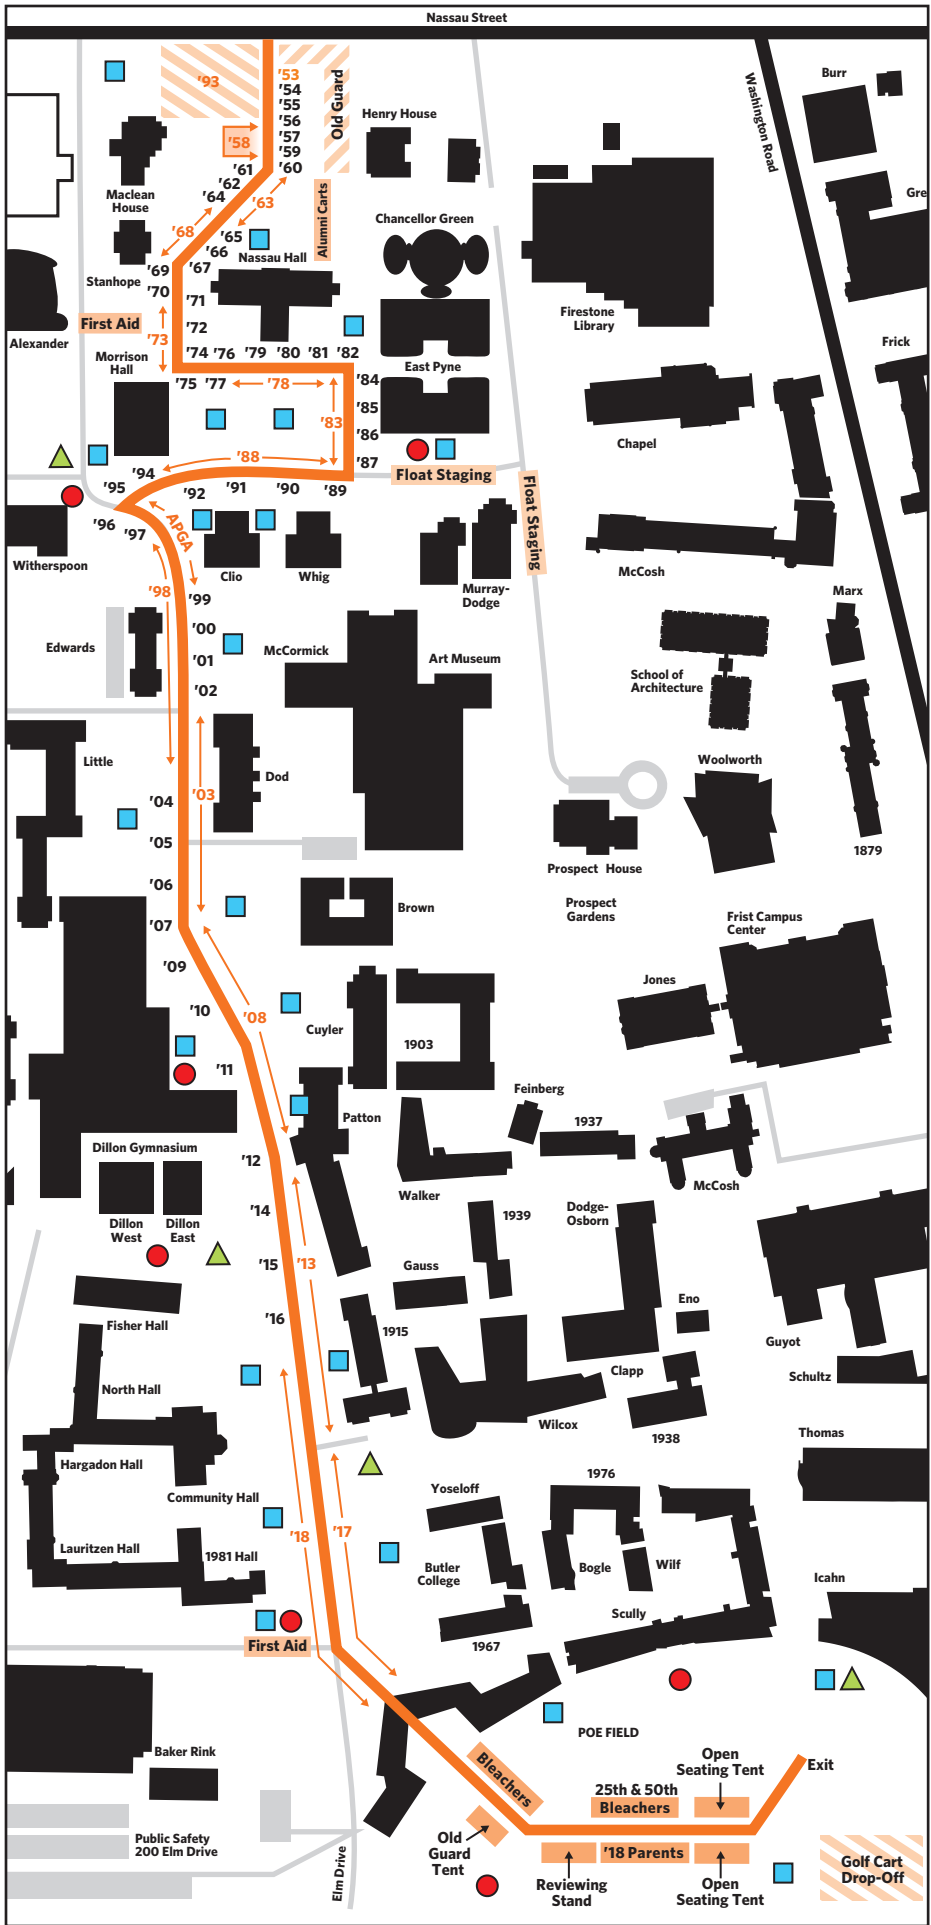 Nassau Street
Washington Road
Burr
'93
'53
'54
'55
'56
'57
'58
'59
'60
Old Guard
Henry House
'61
'62
'64
'63
Maclean
House
Gre
Alumni Carts
Chancellor Green
'68
'65
'66
Nassau Hall
'69
'67
Stanhope
'70
'71
First Aid
Firestone
Library
'72
'73
Alexander
Frick
Morrison
Hall
'74
'76
'79
'80
'81
'82
East Pyne
'75
'77
'78
'84
'85
'83
'86
Chapel
'88
'87
'94
Float Staging
'95
'92
'91
'90
'89
Float Staging
'96
'97
APGA
Witherspoon
Clio
Whig
McCosh
'98
'99
Murray-
Dodge
Marx
'00
Edwards
'01
McCormick
Art Museum
School of
Architecture
'02
Little
Dod
Woolworth
'04
'03
'05
1879
Prospect House
'06
Brown
Prospect
Gardens
'07
Frist Campus
Center
'09
Jones
'10
'08
Cuyler
1903
'11
Feinberg
Patton
1937
Dillon Gymnasium
'12
Walker
McCosh
'14
1939
Dodge-
Osborn
Dillon
West
Dillon
East
'15
'13
Gauss
Eno
'16
Fisher Hall
1915
Guyot
Clapp
Schultz
North Hall
Wilcox
1938
Thomas
Hargadon Hall
1976
Community Hall
Yoseloff
'18
'17
Lauritzen Hall
1981 Hall
Butler
College
Bogle
Wilf
Icahn
Scully
First Aid
1967
POE FIELD
Baker Rink
Bleachers
Open
Seating Tent
Exit
25th & 50th
Bleachers
Public Safety
200 Elm Drive
Old
Guard
Tent
'18 Parents
Elm Drive
Reviewing
Stand
Open
Seating Tent
Golf Cart
Drop-Off